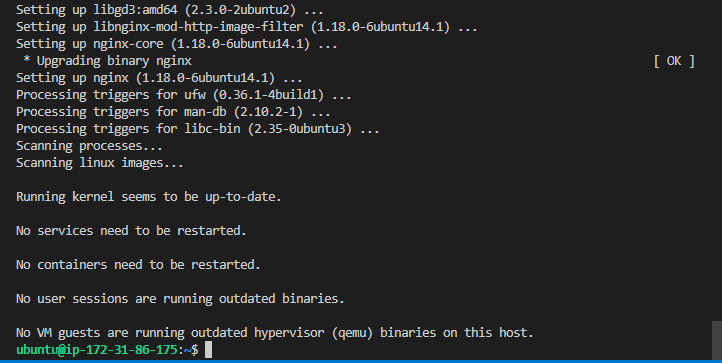 Setting up libgd3:amd64 (2.3.0-2ubuntu2) ...
Setting up libnginx-mod-http-image-filter (1.18.0-6ubuntu14.1) ...
Setting up nginx-core (1.18.0-6ubuntu14.1) ...
 * Upgrading binary nginx [ OK ]
Setting up nginx (1.18.0-6ubuntu14.1) ...
Processing triggers for ufw (0.36.1-4build1) ...
Processing triggers for man-db (2.10.2-1) ...
Processing triggers for libc-bin (2.35-0ubuntu3) ...
Scanning processes...
Scanning linux images...
Running kernel seems to be up-to-date.
No services need to be restarted.
No containers need to be restarted.
No user sessions are running outdated binaries.
No VM guests are running outdated hypervisor (qemu) binaries on this host.
ubuntu@ip-172-31-86-175:~$